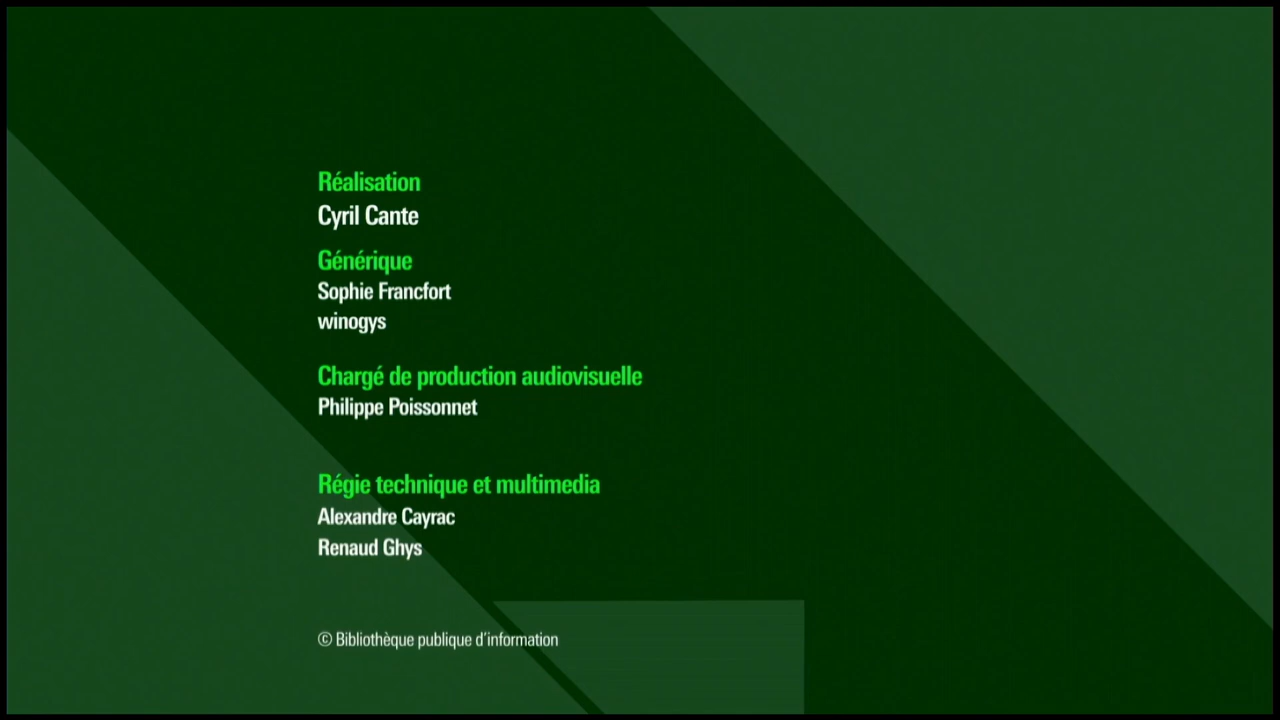 Réalisation
Cyril Cante
Générique
Sophie Francfort
winogys
Chargé de production audiovisuelle
Philippe Poissonnet
Régie technique et multimedia
Alexandre Cayrac
Renaud Ghys
© Bibliothèque publique d'information